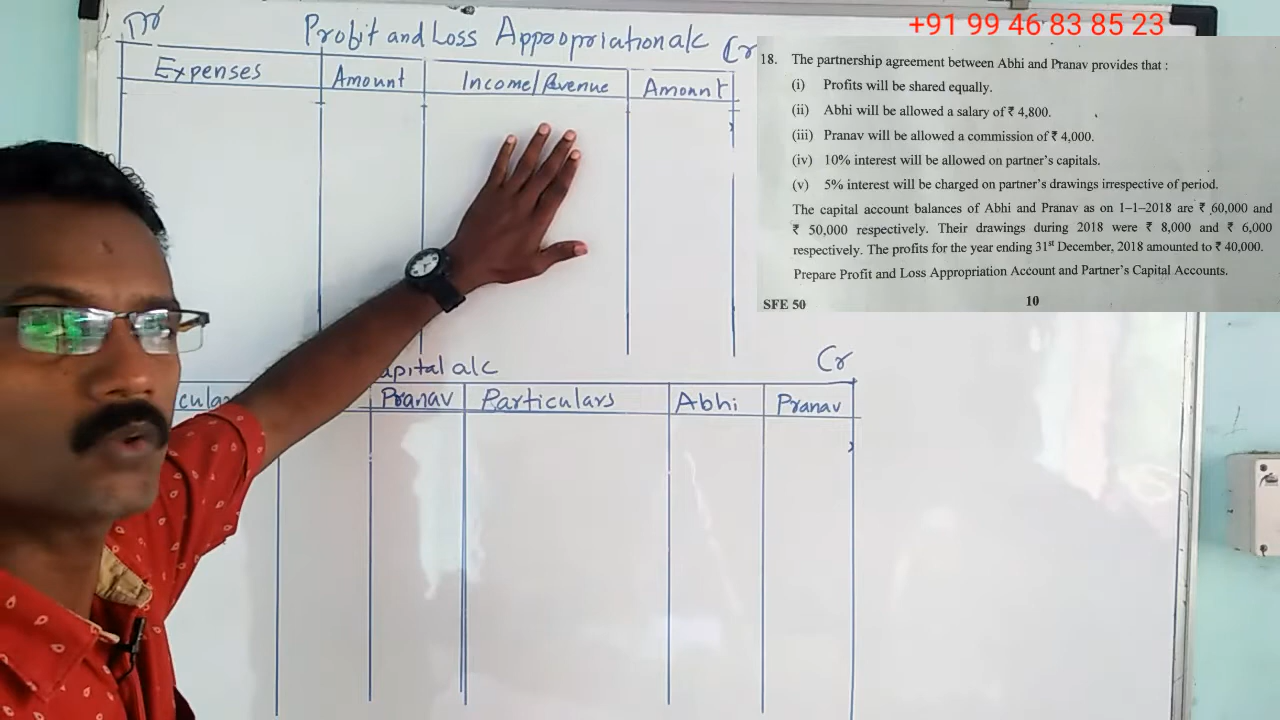 +91 99 46 83 85 23
Dr Profit and Loss Appropriation a/c Cr
Expenses Amount Income/Revenue Amount
18. The partnership agreement between Abhi and Pranav provides that :
(i) Profits will be shared equally.
(ii) Abhi will be allowed a salary of ₹ 4,800.
(iii) Pranav will be allowed a commission of ₹ 4,000.
(iv) 10% interest will be allowed on partner's capitals.
(v) 5% interest will be charged on partner's drawings irrespective of period.
The capital account balances of Abhi and Pranav as on 1–1–2018 are ₹ 60,000 and
₹ 50,000 respectively. Their drawings during 2018 were ₹ 8,000 and ₹ 6,000
respectively. The profits for the year ending 31st December, 2018 amounted to ₹ 40,000.
Prepare Profit and Loss Appropriation Account and Partner's Capital Accounts.
SFE 50 10
apital a/c Cr
cula Pranav Particulars Abhi Pranav